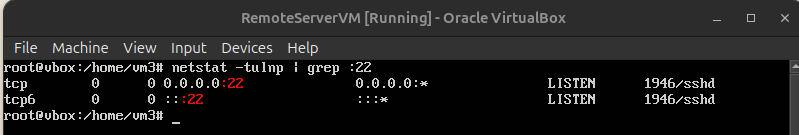 RemoteServerVM [Running] - Oracle VirtualBox
File Machine View Input Devices Help
root@vbox:/home/vm3# netstat -tulnp | grep :22
tcp 0 0 0.0.0.0:22 0.0.0.0:* LISTEN 1946/sshd
tcp6 0 0 :::22 :::* LISTEN 1946/sshd
root@vbox:/home/vm3# _